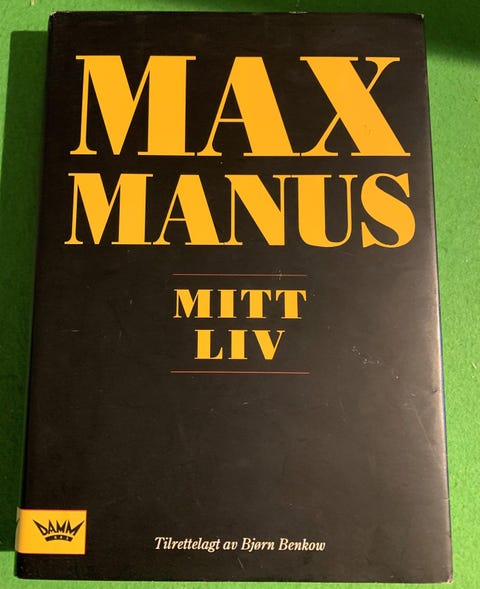 MAX
MANUS
MITT
LIV
DAMM
Tilrettelagt av Bjørn Benkow